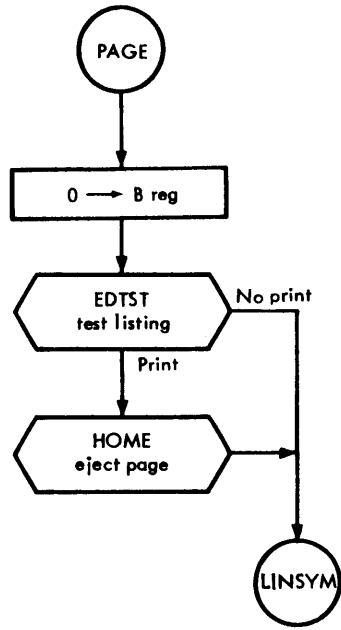 PAGE
0 → B reg
EDTST
test listing
No print
Print
HOME
eject page
LINSYM